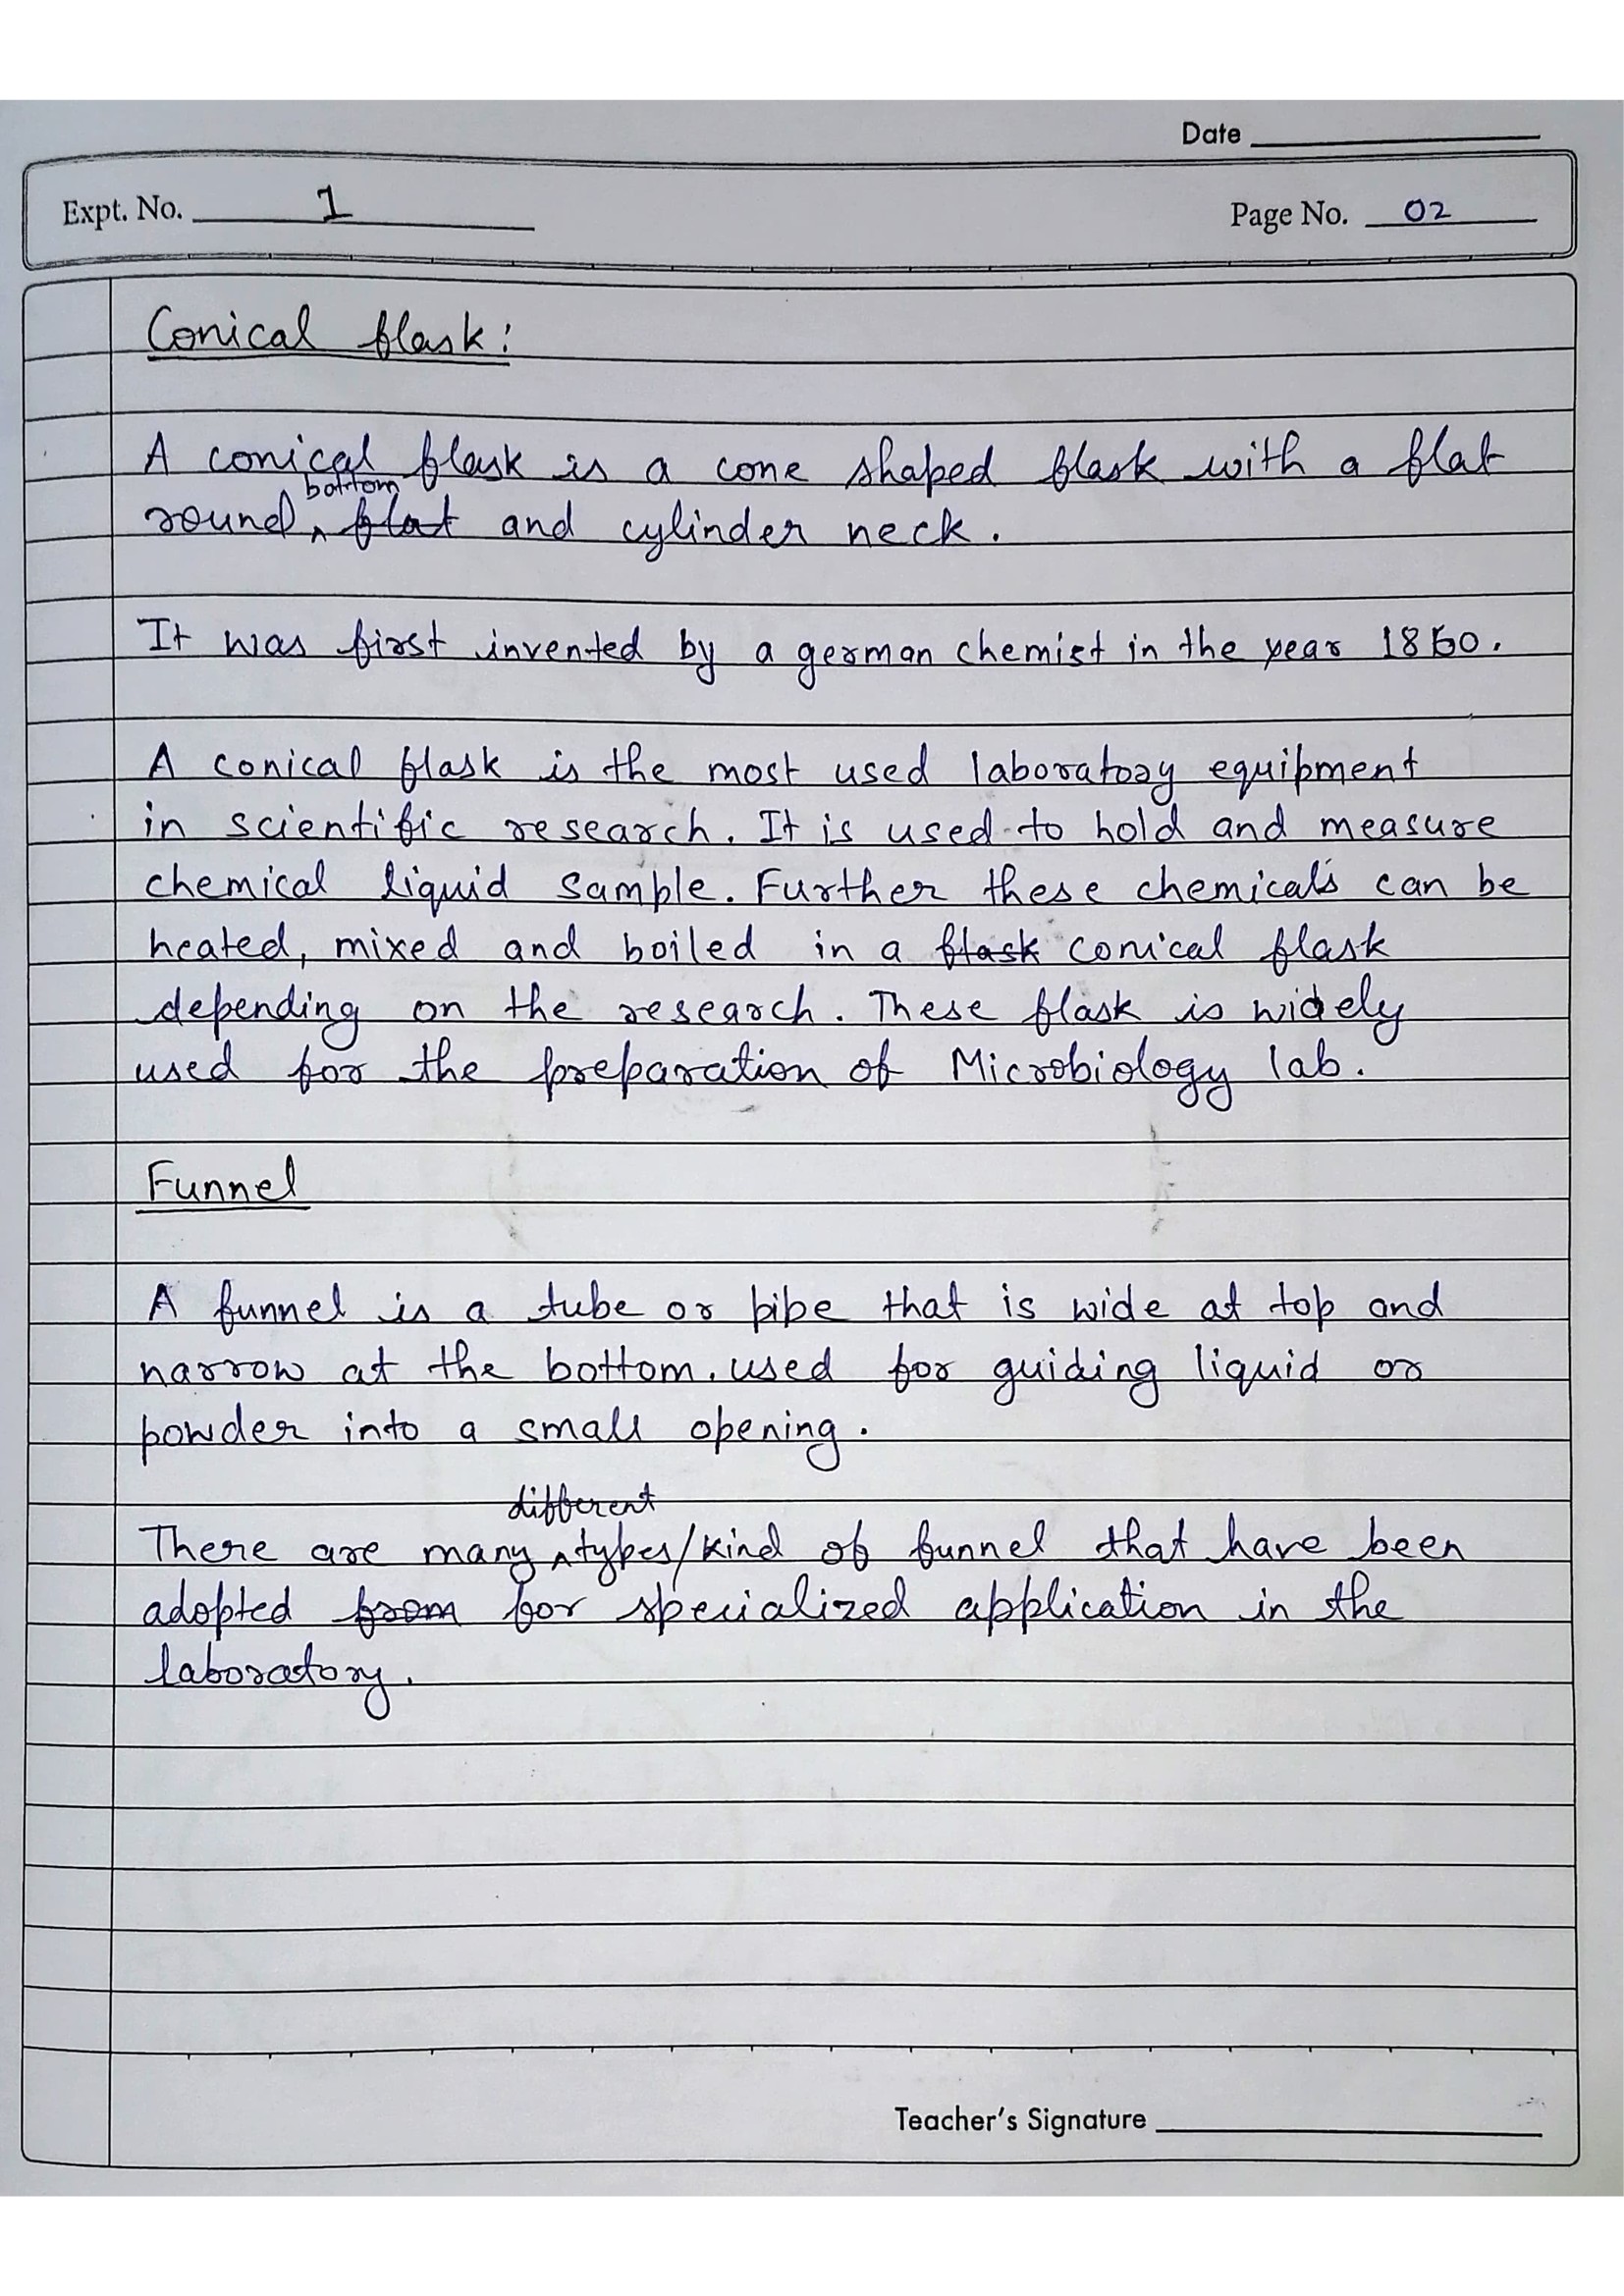 Date
Expt. No. 1
Page No. 02
Conical flask:
A conical flask is a cone shaped flask with a flat
bottom
round ^ flat and cylinder neck.
It was first invented by a german chemist in the year 1860.
A conical flask is the most used laboratory equipment
in scientific research. It is used to hold and measure
chemical liquid sample. Further these chemicals can be
heated, mixed and boiled in a flask conical flask
depending on the research. These flask is widely
used for the preparation of Microbiology lab.
Funnel
A funnel is a tube or pipe that is wide at top and
narrow at the bottom. used for guiding liquid or
powder into a small opening.
different
There are many ^ types/kind of funnel that have been
adopted from for specialized application in the
laboratory.
Teacher's Signature